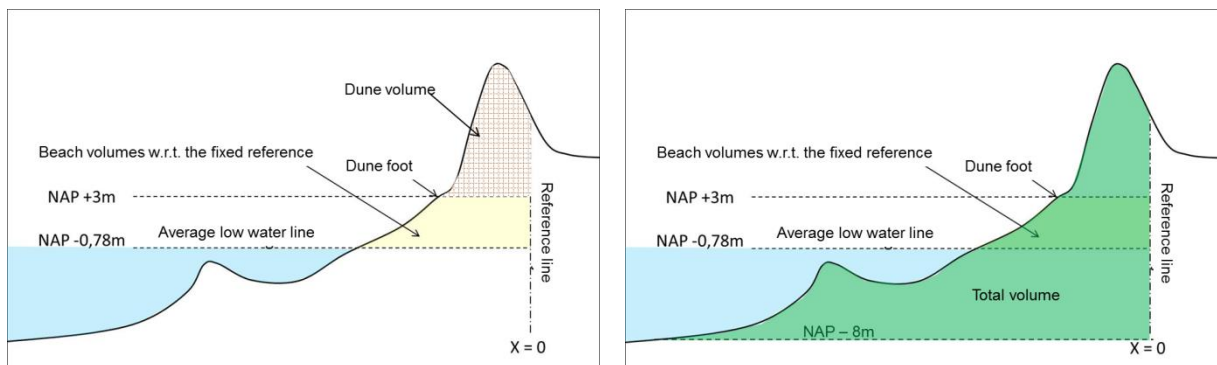 Dune volume
Beach volumes w.r.t. the fixed reference
Dune foot
NAP +3m
Average low water line
NAP -0,78m
Reference line
X = 0
Dune volume
Beach volumes w.r.t. the fixed reference
Dune foot
NAP +3m
Average low water line
NAP -0,78m
Reference line
Total volume
NAP – 8m
X = 0